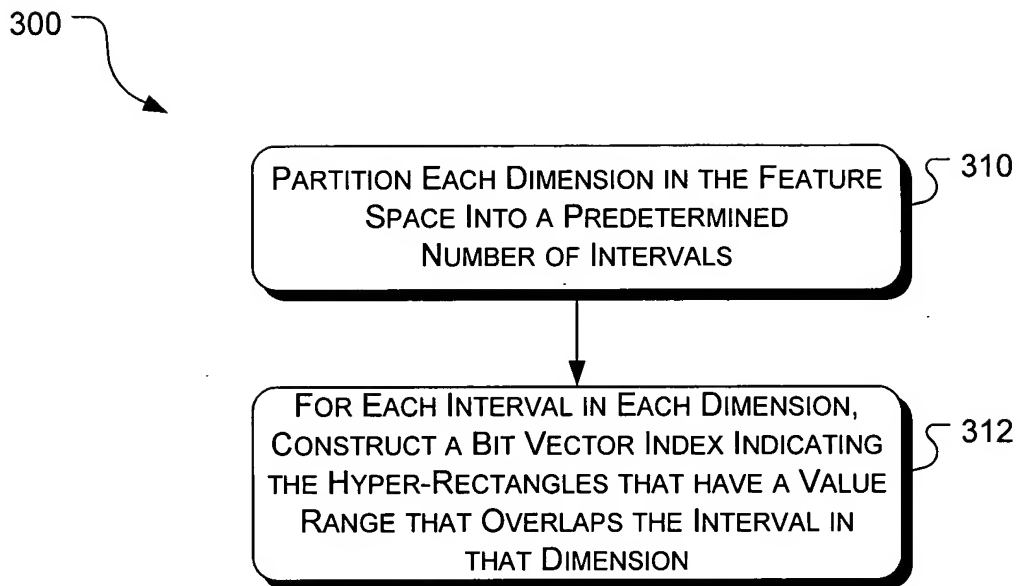 300
PARTITION EACH DIMENSION IN THE FEATURE
SPACE INTO A PREDETERMINED
NUMBER OF INTERVALS
310
FOR EACH INTERVAL IN EACH DIMENSION,
CONSTRUCT A BIT VECTOR INDEX INDICATING
THE HYPER-RECTANGLES THAT HAVE A VALUE
RANGE THAT OVERLAPS THE INTERVAL IN
THAT DIMENSION
312